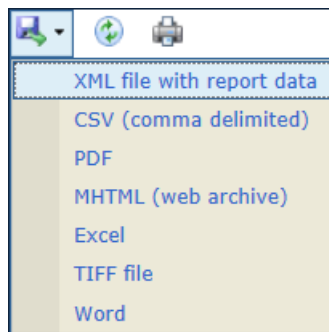 XML file with report data
CSV (comma delimited)
PDF
MHTML (web archive)
Excel
TIFF file
Word